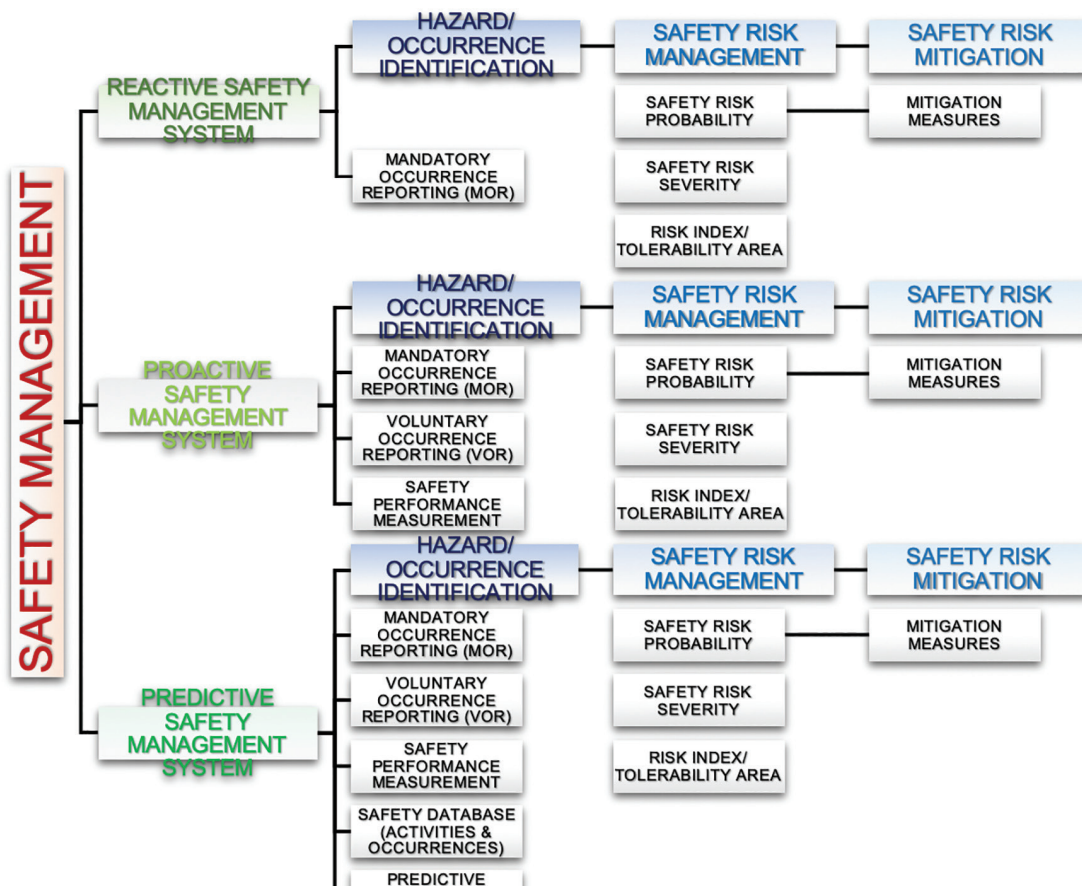 SAFETY MANAGEMENT
REACTIVE SAFETY
MANAGEMENT
SYSTEM
HAZARD/
OCCURRENCE
IDENTIFICATION
SAFETY RISK
MANAGEMENT
SAFETY RISK
MITIGATION
MANDATORY
OCCURRENCE
REPORTING (MOR)
SAFETY RISK
PROBABILITY
MITIGATION
MEASURES
SAFETY RISK
SEVERITY
RISK INDEX/
TOLERABILITY AREA
PROACTIVE
SAFETY
MANAGEMENT
SYSTEM
HAZARD/
OCCURRENCE
IDENTIFICATION
SAFETY RISK
MANAGEMENT
SAFETY RISK
MITIGATION
MANDATORY
OCCURRENCE
REPORTING (MOR)
SAFETY RISK
PROBABILITY
MITIGATION
MEASURES
VOLUNTARY
OCCURRENCE
REPORTING (VOR)
SAFETY RISK
SEVERITY
SAFETY
PERFORMANCE
MEASUREMENT
RISK INDEX/
TOLERABILITY AREA
PREDICTIVE
SAFETY
MANAGEMENT
SYSTEM
HAZARD/
OCCURRENCE
IDENTIFICATION
SAFETY RISK
MANAGEMENT
SAFETY RISK
MITIGATION
MANDATORY
OCCURRENCE
REPORTING (MOR)
SAFETY RISK
PROBABILITY
MITIGATION
MEASURES
VOLUNTARY
OCCURRENCE
REPORTING (VOR)
SAFETY RISK
SEVERITY
SAFETY
PERFORMANCE
MEASUREMENT
RISK INDEX/
TOLERABILITY AREA
SAFETY DATABASE
(ACTIVITIES &
OCCURRENCES)
PREDICTIVE